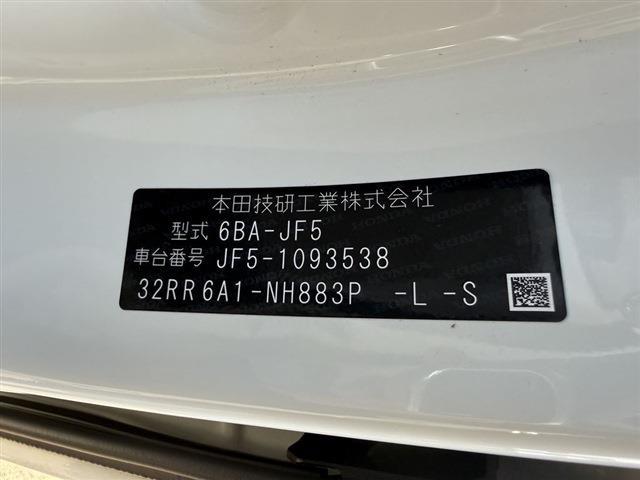 本田技研工業株式会社
型式 6BA-JF5
車台番号 JF5-1093538
32RR6A1-NH883P -L -S